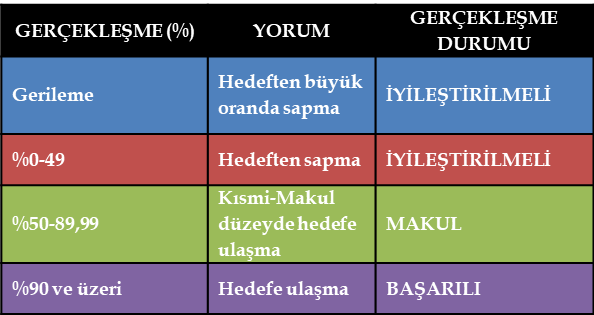 GERÇEKLEŞME (%)
YORUM
GERÇEKLEŞME
DURUMU
Gerileme
Hedeften büyük
oranda sapma
İYİLEŞTİRİLMELİ
%0-49
Hedeften sapma
İYİLEŞTİRİLMELİ
%50-89,99
Kısmi-Makul
düzeyde hedefe
ulaşma
MAKUL
%90 ve üzeri
Hedefe ulaşma
BAŞARILI